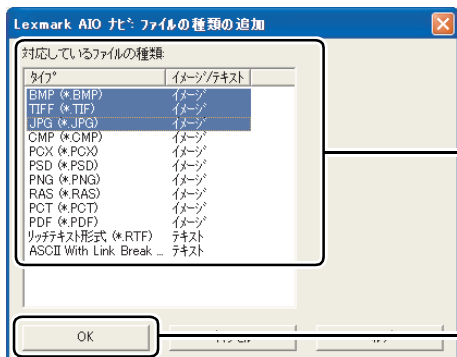 Lexmark AIO ナビ: ファイルの種類の追加
対応しているファイルの種類:
タイプ イメージ/テキスト
BMP (*.BMP) イメージ
TIFF (*.TIF) イメージ
JPG (*.JPG) イメージ
CMP (*.CMP) イメージ
PCX (*.PCX) イメージ
PSD (*.PSD) イメージ
PNG (*.PNG) イメージ
RAS (*.RAS) イメージ
PCT (*.PCT) イメージ
PDF (*.PDF) イメージ
リッチテキスト形式 (*.RTF) テキスト
ASCII With Link Break ... テキスト
OK